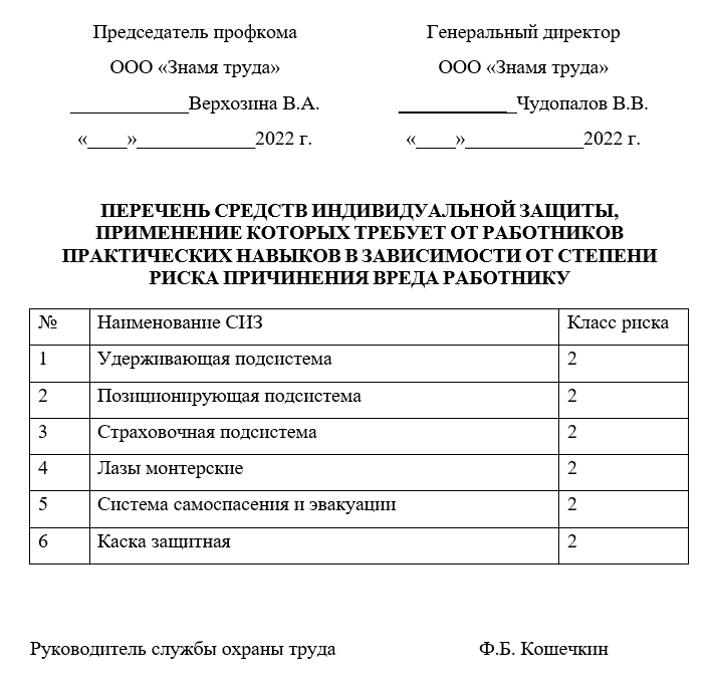 Председатель профкома
ООО «Знамя труда»
____________Верхозина В.А.
«____»____________2022 г.
Генеральный директор
ООО «Знамя труда»
____________Чудопалов В.В.
«____»____________2022 г.
ПЕРЕЧЕНЬ СРЕДСТВ ИНДИВИДУАЛЬНОЙ ЗАЩИТЫ,
ПРИМЕНЕНИЕ КОТОРЫХ ТРЕБУЕТ ОТ РАБОТНИКОВ
ПРАКТИЧЕСКИХ НАВЫКОВ В ЗАВИСИМОСТИ ОТ СТЕПЕНИ
РИСКА ПРИЧИНЕНИЯ ВРЕДА РАБОТНИКУ
№ Наименование СИЗ Класс риска
1 Удерживающая подсистема 2
2 Позиционирующая подсистема 2
3 Страховочная подсистема 2
4 Лазы монтерские 2
5 Система самоспасения и эвакуации 2
6 Каска защитная 2
Руководитель службы охраны труда Ф.Б. Кошечкин